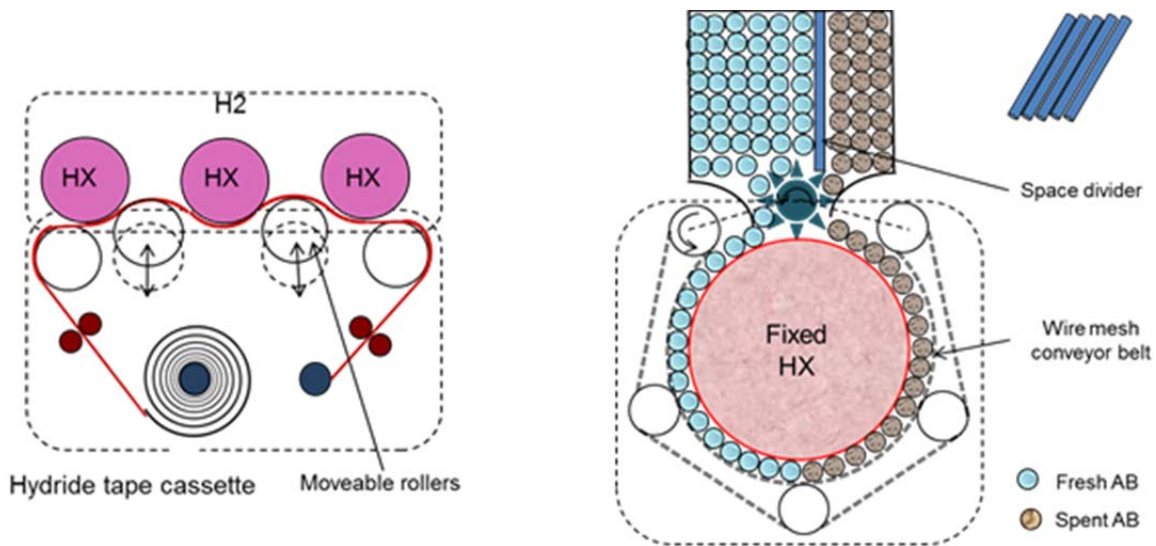 H2
HX
HX
HX
Hydride tape cassette
Moveable rollers
Space divider
Fixed
HX
Wire mesh
conveyor belt
Fresh AB
Spent AB